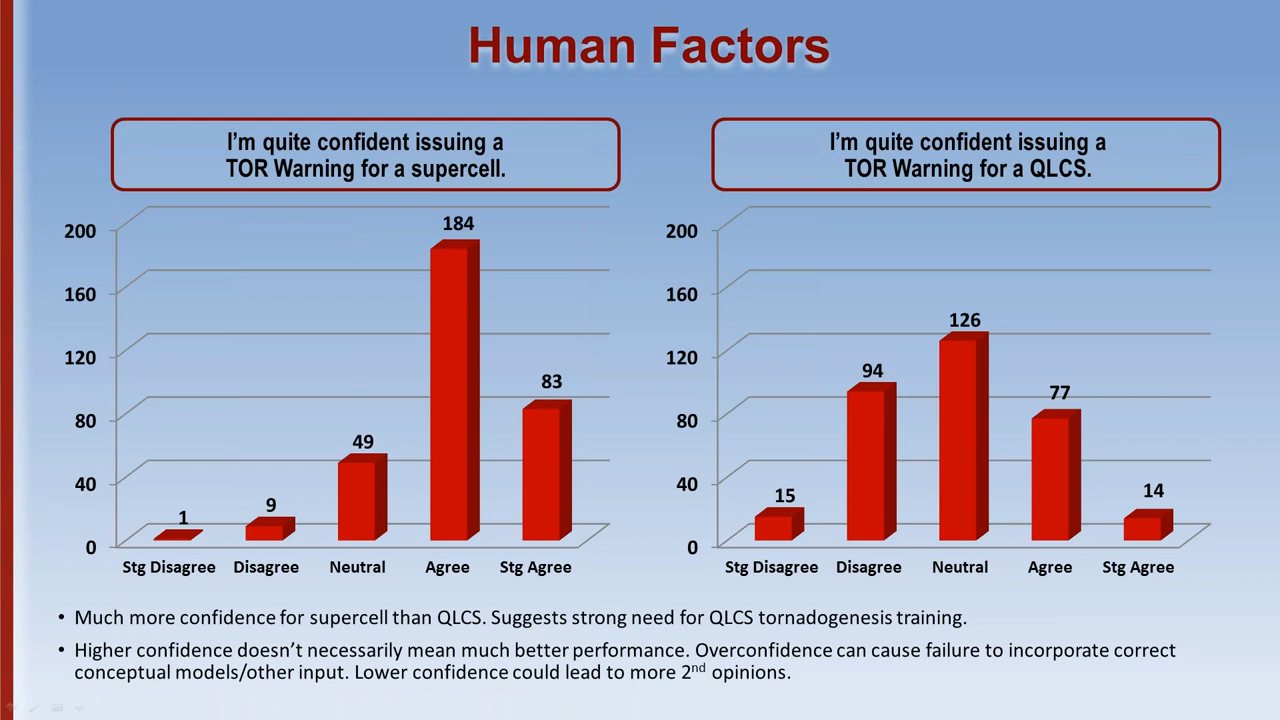 Human Factors
I'm quite confident issuing a
TOR Warning for a supercell.
200
160
120
80
40
0
1
9
49
184
83
Stg Disagree Disagree Neutral Agree Stg Agree
I'm quite confident issuing a
TOR Warning for a QLCS.
200
160
120
80
40
0
15
94
126
77
14
Stg Disagree Disagree Neutral Agree Stg Agree
• Much more confidence for supercell than QLCS. Suggests strong need for QLCS tornadogenesis training.
• Higher confidence doesn't necessarily mean much better performance. Overconfidence can cause failure to incorporate correct
conceptual models/other input. Lower confidence could lead to more 2nd opinions.